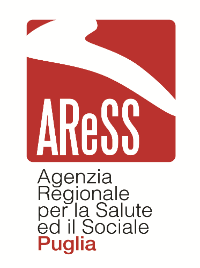 AReSS
Agenzia
Regionale
per la Salute
ed il Sociale
Puglia